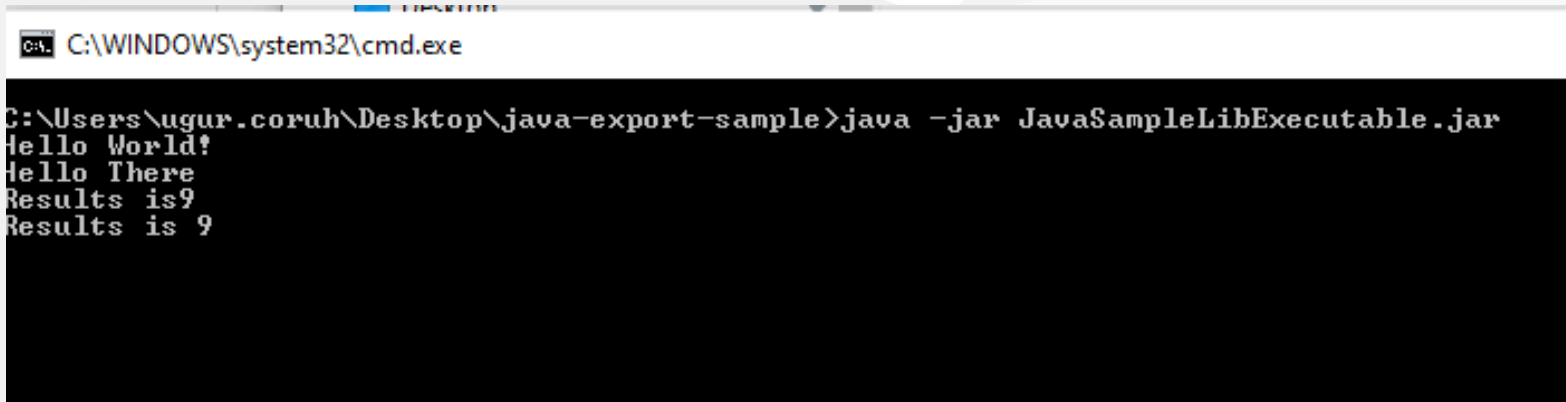 Desktop
C:\WINDOWS\system32\cmd.exe
C:\Users\ugur.coruh\Desktop\java-export-sample>java -jar JavaSampleLibExecutable.jar
Hello World!
Hello There
Results is9
Results is 9